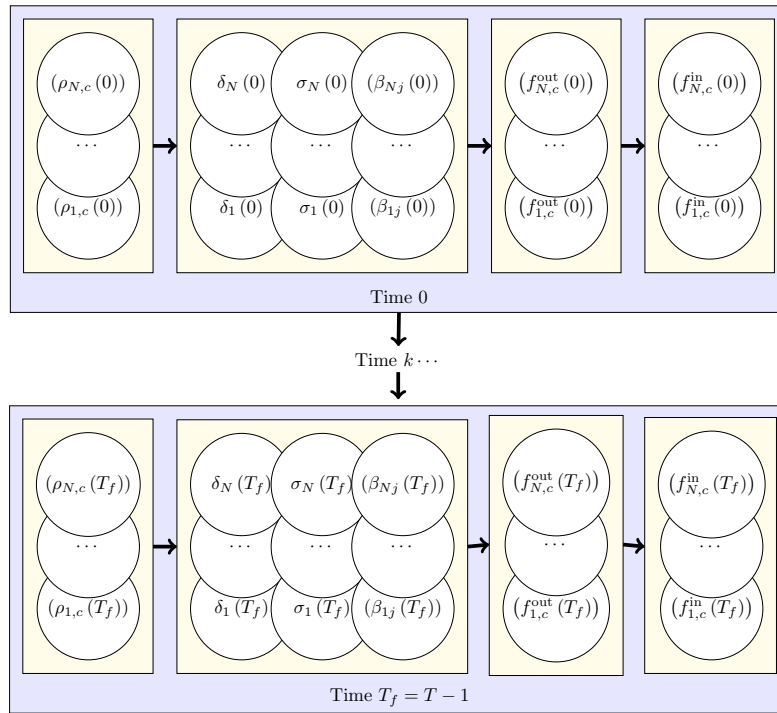 (ρ_{N,c}(0)) δ_N(0) σ_N(0) (β_{Nj}(0)) (f^{out}_{N,c}(0)) (f^{in}_{N,c}(0))
··· ··· ··· ··· ··· ···
(ρ_{1,c}(0)) δ_1(0) σ_1(0) (β_{1j}(0)) (f^{out}_{1,c}(0)) (f^{in}_{1,c}(0))
Time 0
Time k ···
(ρ_{N,c}(T_f)) δ_N(T_f) σ_N(T_f) (β_{Nj}(T_f)) (f^{out}_{N,c}(T_f)) (f^{in}_{N,c}(T_f))
··· ··· ··· ··· ··· ···
(ρ_{1,c}(T_f)) δ_1(T_f) σ_1(T_f) (β_{1j}(T_f)) (f^{out}_{1,c}(T_f)) (f^{in}_{1,c}(T_f))
Time T_f = T − 1